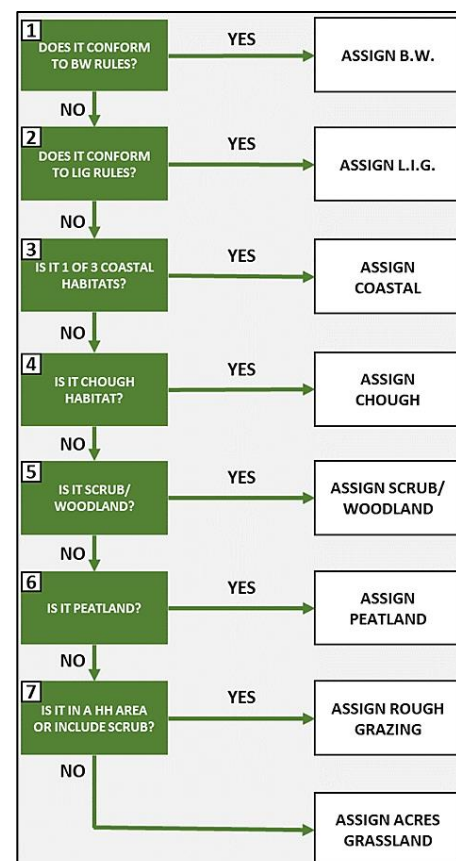 1
DOES IT CONFORM
TO BW RULES?
YES
ASSIGN B.W.
NO
2
DOES IT CONFORM
TO LIG RULES?
YES
ASSIGN L.I.G.
NO
3
IS IT 1 OF 3 COASTAL
HABITATS?
YES
ASSIGN
COASTAL
NO
4
IS IT CHOUGH
HABITAT?
YES
ASSIGN
CHOUGH
NO
5
IS IT SCRUB/
WOODLAND?
YES
ASSIGN SCRUB/
WOODLAND
NO
6
IS IT PEATLAND?
YES
ASSIGN
PEATLAND
NO
7
IS IT IN A HH AREA
OR INCLUDE SCRUB?
YES
ASSIGN ROUGH
GRAZING
NO
ASSIGN ACRES
GRASSLAND